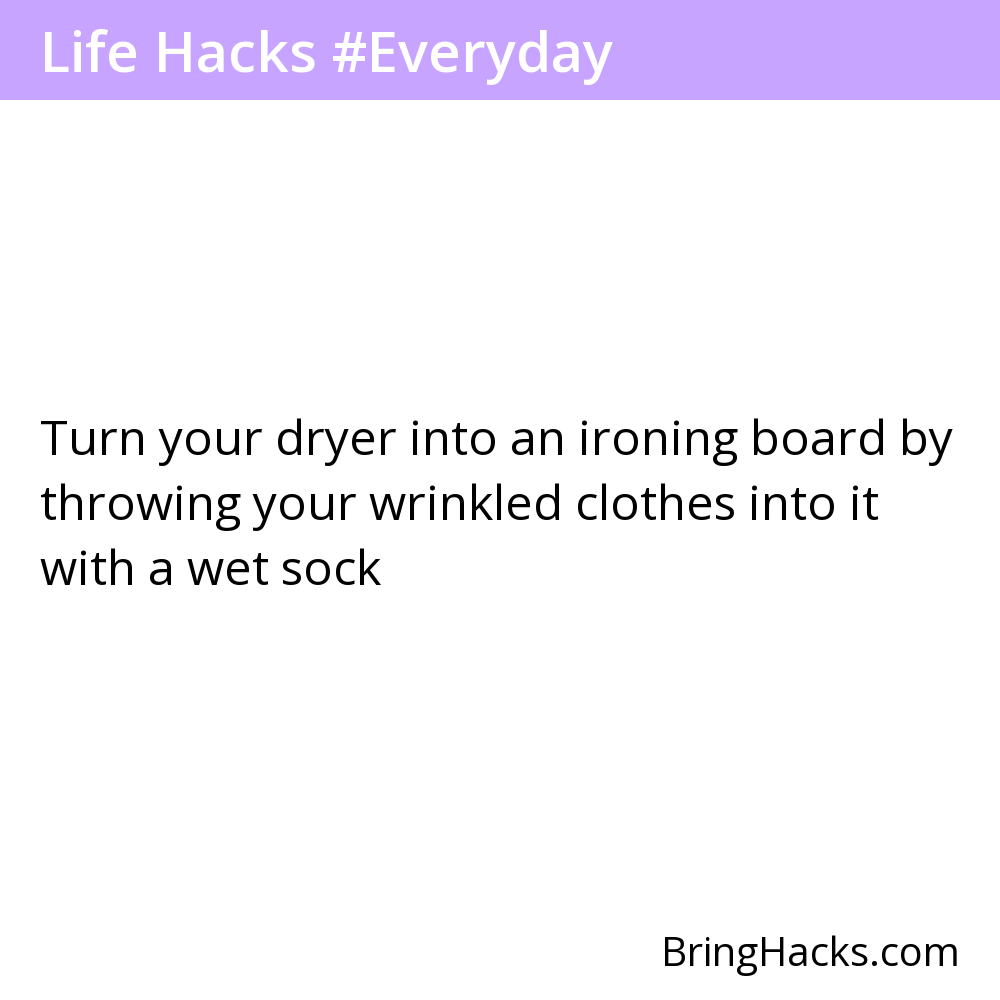 Life Hacks #Everyday
Turn your dryer into an ironing board by
throwing your wrinkled clothes into it
with a wet sock
BringHacks.com